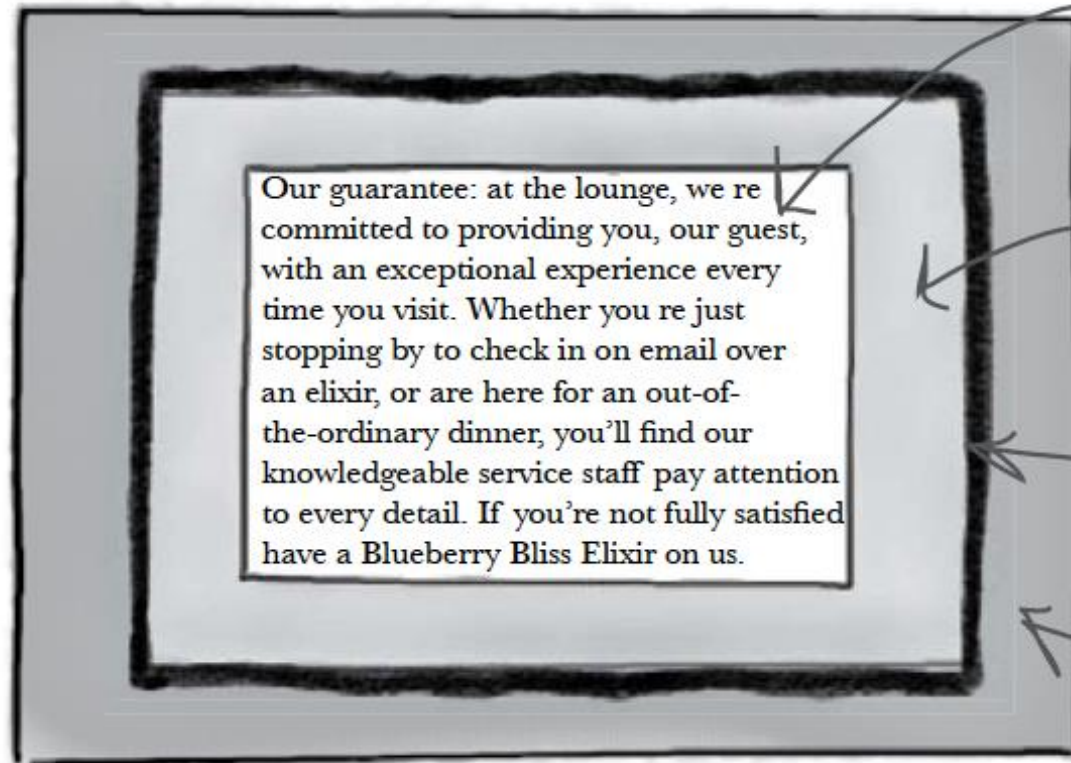 Our guarantee: at the lounge, we re
committed to providing you, our guest,
with an exceptional experience every
time you visit. Whether you re just
stopping by to check in on email over
an elixir, or are here for an out-of-
the-ordinary dinner, you’ll find our
knowledgeable service staff pay attention
to every detail. If you’re not fully satisfied
have a Blueberry Bliss Elixir on us.